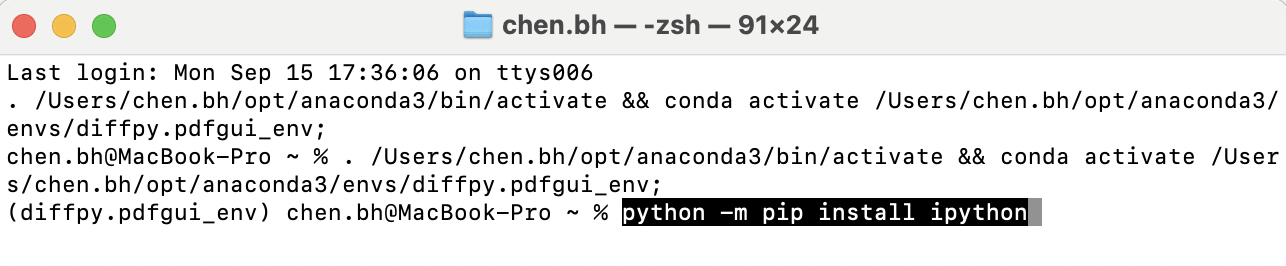 chen.bh — -zsh — 91×24
Last login: Mon Sep 15 17:36:06 on ttys006
. /Users/chen.bh/opt/anaconda3/bin/activate && conda activate /Users/chen.bh/opt/anaconda3/
envs/diffpy.pdfgui_env;
chen.bh@MacBook-Pro ~ % . /Users/chen.bh/opt/anaconda3/bin/activate && conda activate /User
s/chen.bh/opt/anaconda3/envs/diffpy.pdfgui_env;
(diffpy.pdfgui_env) chen.bh@MacBook-Pro ~ % python -m pip install ipython